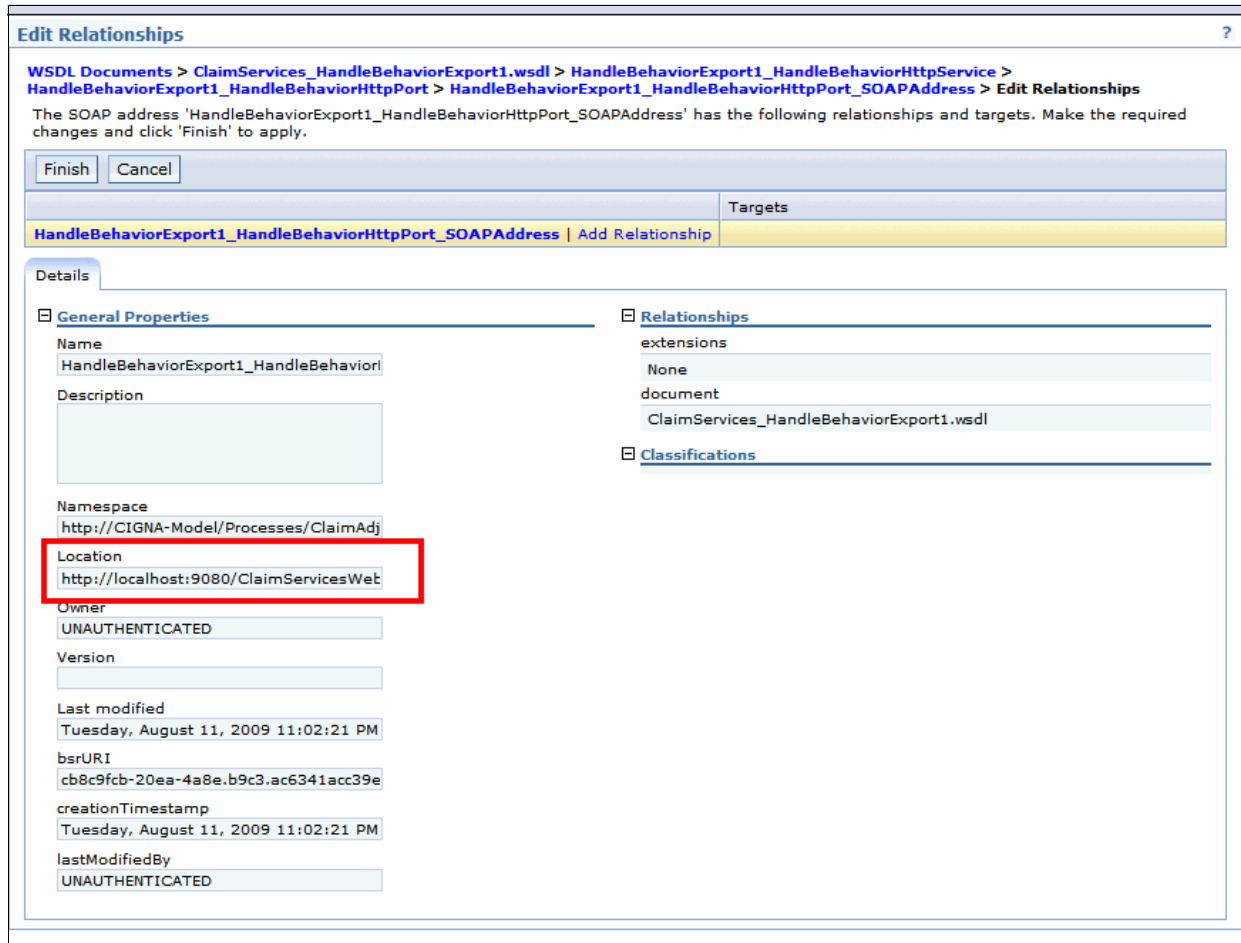 Edit Relationships
?
WSDL Documents > ClaimServices_HandleBehaviorExport1.wsdl > HandleBehaviorExport1_HandleBehaviorHttpService >
HandleBehaviorExport1_HandleBehaviorHttpPort > HandleBehaviorExport1_HandleBehaviorHttpPort_SOAPAddress > Edit Relationships
The SOAP address 'HandleBehaviorExport1_HandleBehaviorHttpPort_SOAPAddress' has the following relationships and targets. Make the required
changes and click 'Finish' to apply.
Finish Cancel
Targets
HandleBehaviorExport1_HandleBehaviorHttpPort_SOAPAddress | Add Relationship
Details
General Properties
Name
HandleBehaviorExport1_HandleBehaviorH
Description
Namespace
http://CIGNA-Model/Processes/ClaimAdj
Location
http://localhost:9080/ClaimServicesWeb
Owner
UNAUTHENTICATED
Version
Last modified
Tuesday, August 11, 2009 11:02:21 PM
bsrURI
cb8c9fcb-20ea-4a8e.b9c3.ac6341acc39e
creationTimestamp
Tuesday, August 11, 2009 11:02:21 PM
lastModifiedBy
UNAUTHENTICATED
Relationships
extensions
None
document
ClaimServices_HandleBehaviorExport1.wsdl
Classifications